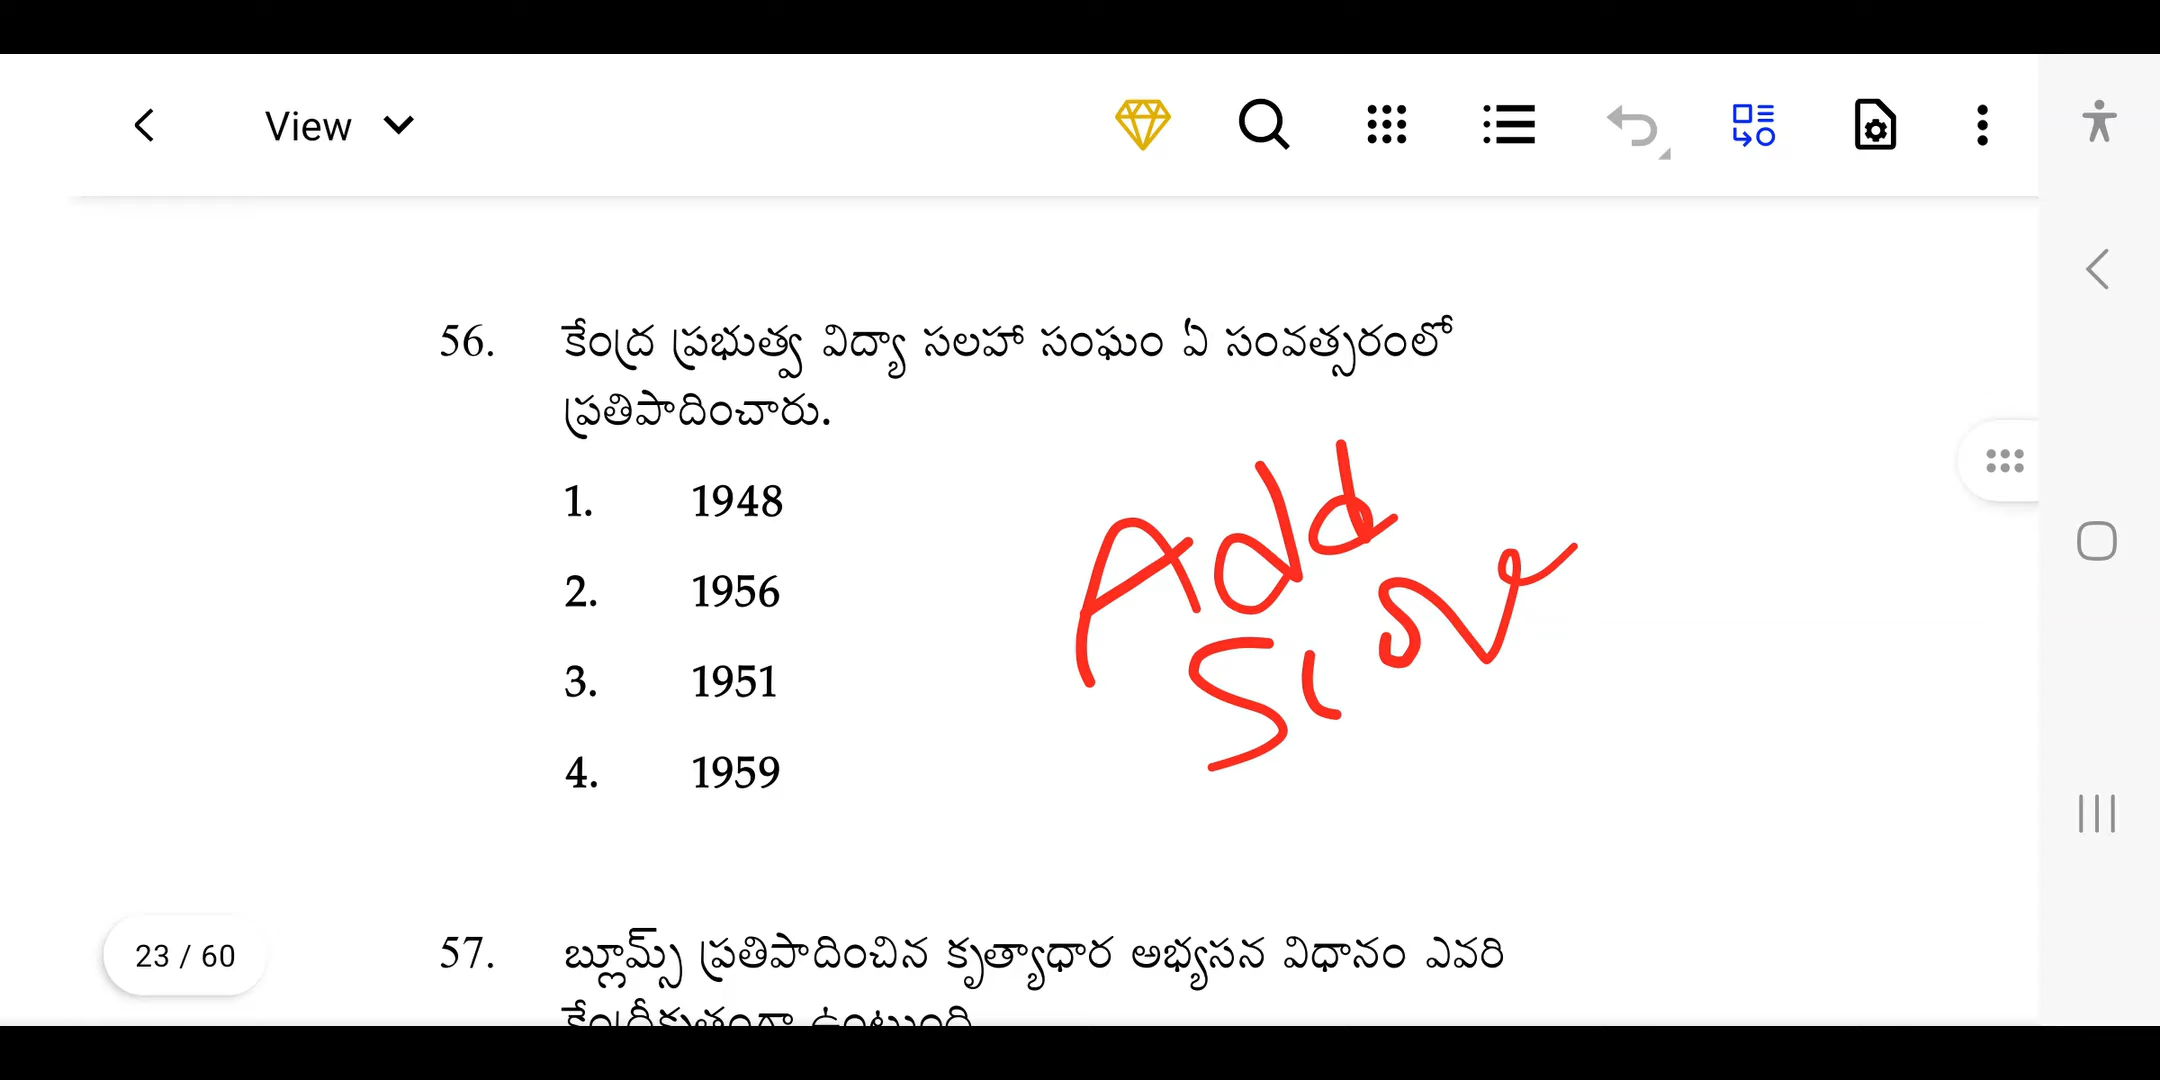 View
56. కేంద్ర ప్రభుత్వ విద్యా సలహా సంఘం ఏ సంవత్సరంలో
ప్రతిపాదించారు.
1. 1948
2. 1956
3. 1951
4. 1959
Add
23 / 60
57. బ్లూమ్స్ ప్రతిపాదించిన కృత్యాధార అభ్యసన విధానం ఎవరి
కేంద్రీకృతంగా ఉంటుంది